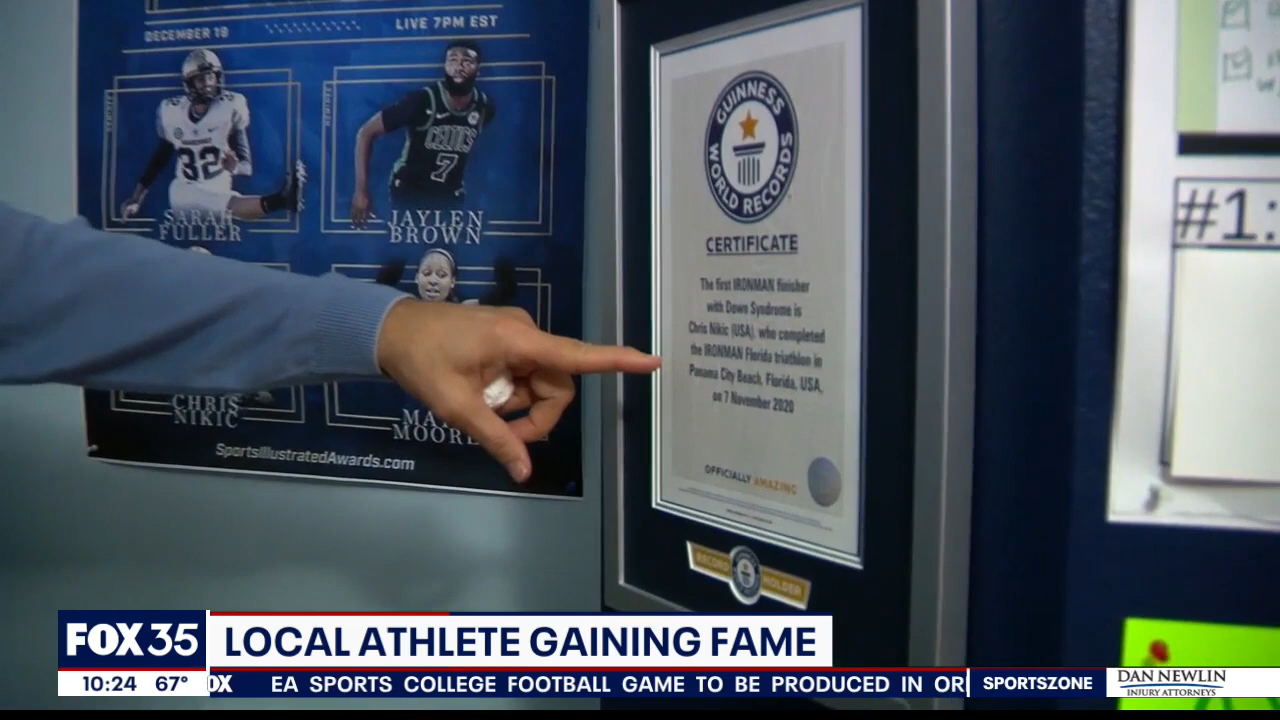 DECEMBER 19
LIVE 7PM EST
32
SARAH
FULLER
CELTICS
7
JAYLEN
BROWN
CHRIS
NIKIC
MOORE
SportsIllustratedAwards.com
GUINNESS
WORLD RECORDS
CERTIFICATE
The first IRONMAN finisher
with Down Syndrome is
Chris Nikic (USA), who completed
the IRONMAN Florida triathlon in
Panama City Beach, Florida, USA,
on 7 November 2020
OFFICIALLY AMAZING
RECORD HOLDER
#1:
FOX 35
LOCAL ATHLETE GAINING FAME
10:24 67°
OX EA SPORTS COLLEGE FOOTBALL GAME TO BE PRODUCED IN OR
SPORTSZONE
DAN NEWLIN
INJURY ATTORNEYS